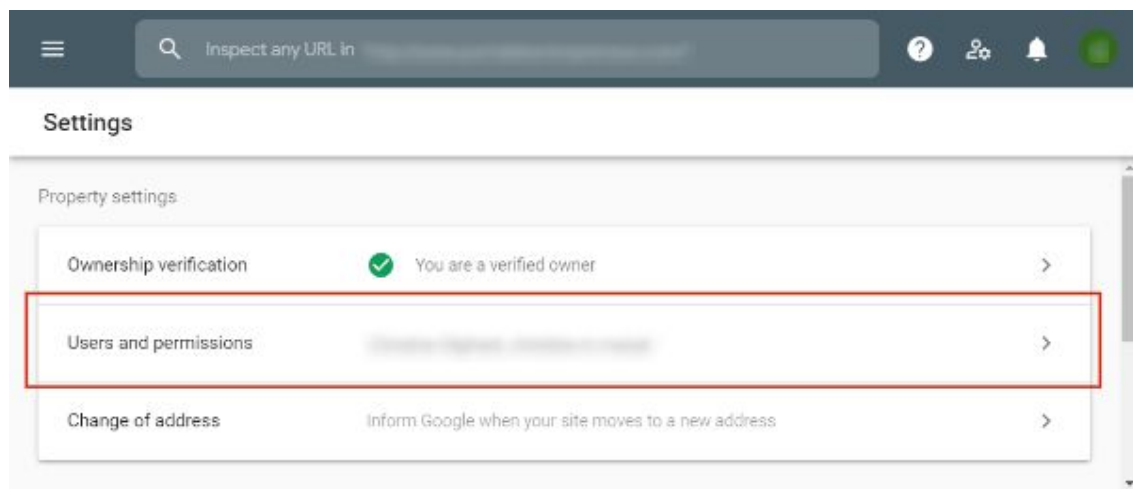 Inspect any URL in
Settings
Property settings
Ownership verification You are a verified owner
Users and permissions
Change of address Inform Google when your site moves to a new address